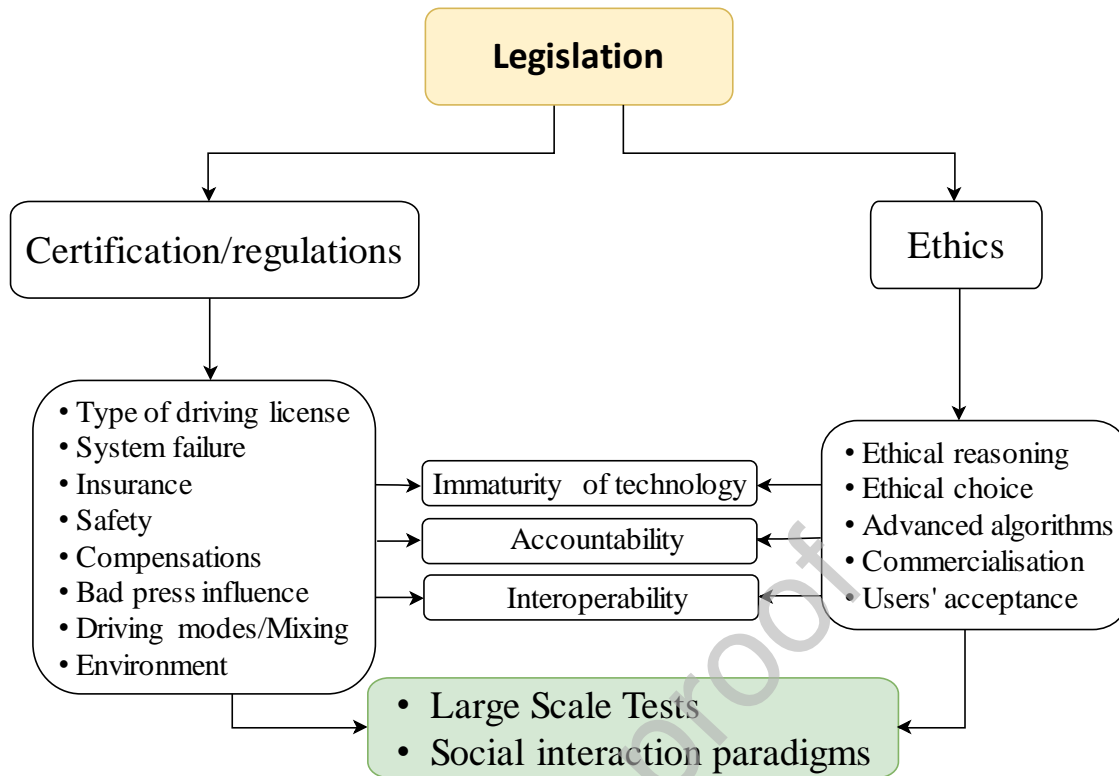 Legislation
Certification/regulations
Ethics
• Type of driving license
• System failure
• Insurance
• Safety
• Compensations
• Bad press influence
• Driving modes/Mixing
• Environment
Immaturity of technology
Accountability
Interoperability
• Ethical reasoning
• Ethical choice
• Advanced algorithms
• Commercialisation
• Users' acceptance
• Large Scale Tests
• Social interaction paradigms
proof